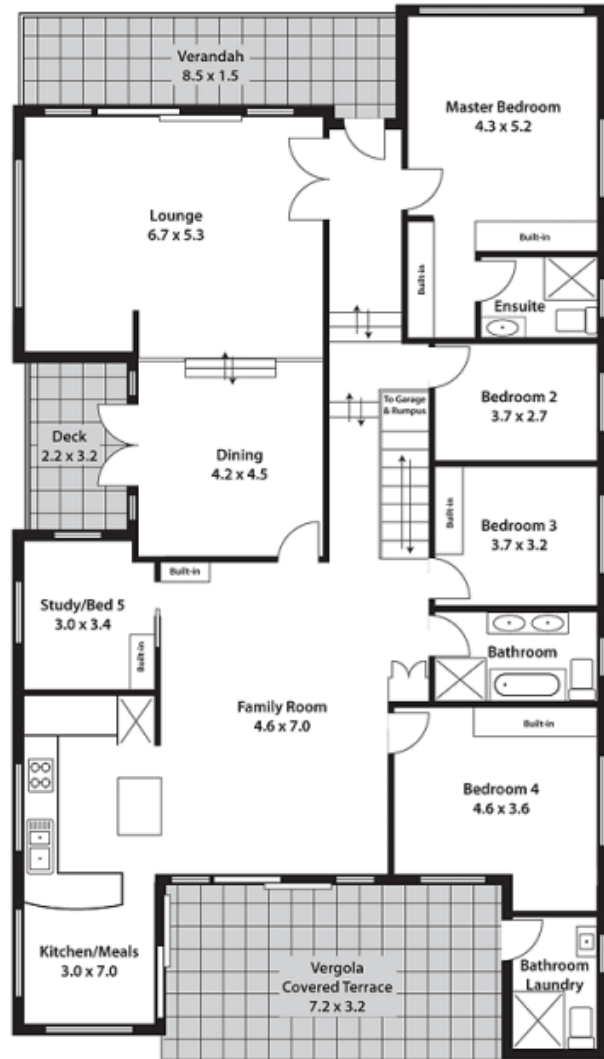 Verandah
8.5 x 1.5
Master Bedroom
4.3 x 5.2
Lounge
6.7 x 5.3
Built-in
Built-in
Ensuite
To Garage
& Rumpus
Bedroom 2
3.7 x 2.7
Deck
2.2 x 3.2
Dining
4.2 x 4.5
Built-in
Bedroom 3
3.7 x 3.2
Built-in
Study/Bed 5
3.0 x 3.4
Built-in
Bathroom
Family Room
4.6 x 7.0
Built-in
Bedroom 4
4.6 x 3.6
Kitchen/Meals
3.0 x 7.0
Vergola
Covered Terrace
7.2 x 3.2
Bathroom
Laundry